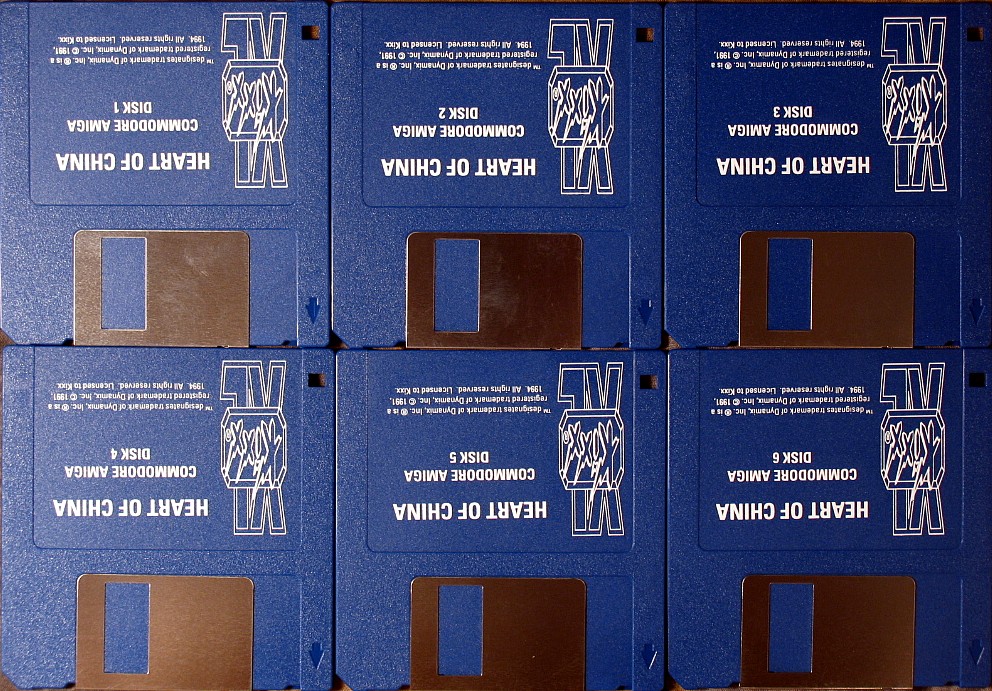 HEART OF CHINA
COMMODORE AMIGA
DISK 1
™ designates trademark of Dynamix, Inc. ® is a
registered trademark of Dynamix, Inc. © 1991,
1994. All rights reserved. Licensed to Kixx.
HEART OF CHINA
COMMODORE AMIGA
DISK 2
™ designates trademark of Dynamix, Inc. ® is a
registered trademark of Dynamix, Inc. © 1991,
1994. All rights reserved. Licensed to Kixx.
HEART OF CHINA
COMMODORE AMIGA
DISK 3
™ designates trademark of Dynamix, Inc. ® is a
registered trademark of Dynamix, Inc. © 1991,
1994. All rights reserved. Licensed to Kixx.
HEART OF CHINA
COMMODORE AMIGA
DISK 4
™ designates trademark of Dynamix, Inc. ® is a
registered trademark of Dynamix, Inc. © 1991,
1994. All rights reserved. Licensed to Kixx.
HEART OF CHINA
COMMODORE AMIGA
DISK 5
™ designates trademark of Dynamix, Inc. ® is a
registered trademark of Dynamix, Inc. © 1991,
1994. All rights reserved. Licensed to Kixx.
HEART OF CHINA
COMMODORE AMIGA
DISK 6
™ designates trademark of Dynamix, Inc. ® is a
registered trademark of Dynamix, Inc. © 1991,
1994. All rights reserved. Licensed to Kixx.